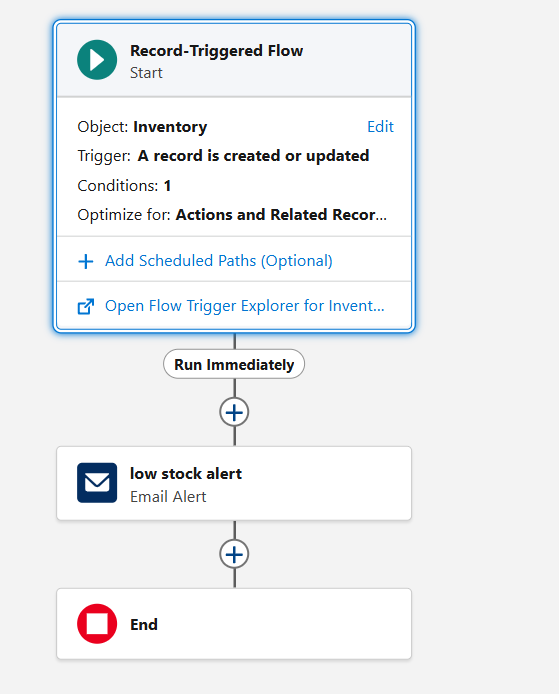 Record-Triggered Flow
Start
Object: Inventory
Edit
Trigger: A record is created or updated
Conditions: 1
Optimize for: Actions and Related Recor...
Add Scheduled Paths (Optional)
Open Flow Trigger Explorer for Invent...
Run Immediately
low stock alert
Email Alert
End